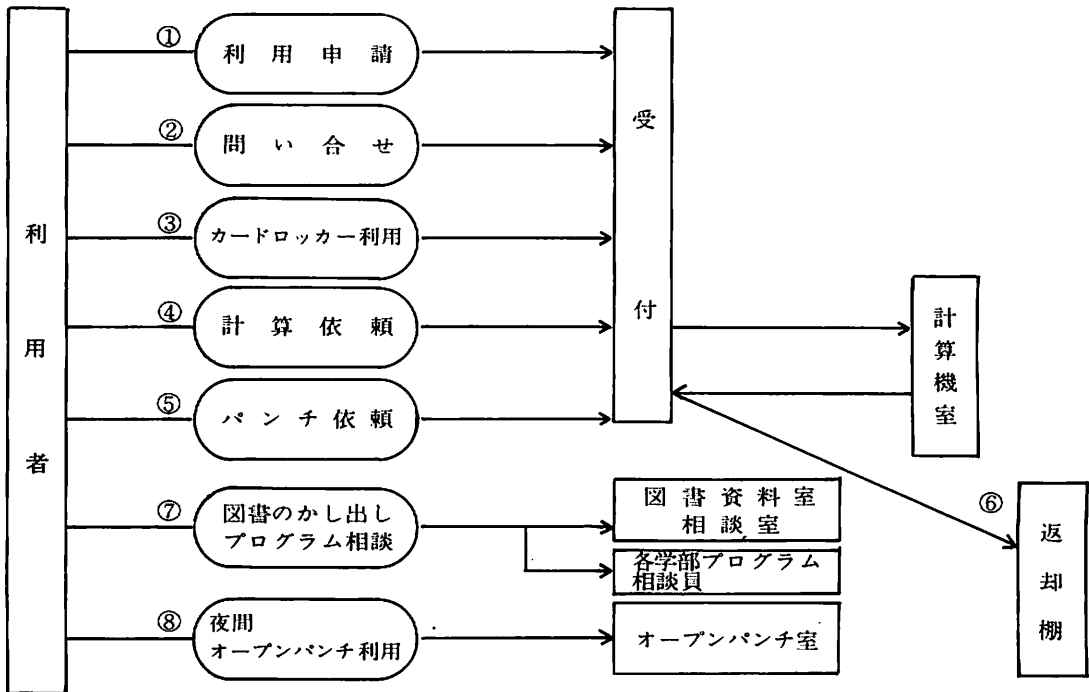 利用者
① 利用申請
② 問い合せ
③ カードロッカー利用
④ 計算依頼
⑤ パンチ依頼
⑦ 図書のかし出し
プログラム相談
⑧ 夜間
オープンパンチ利用
受付
図書資料室
相談室
各学部プログラム
相談員
オープンパンチ室
計算機室
⑥
返却棚